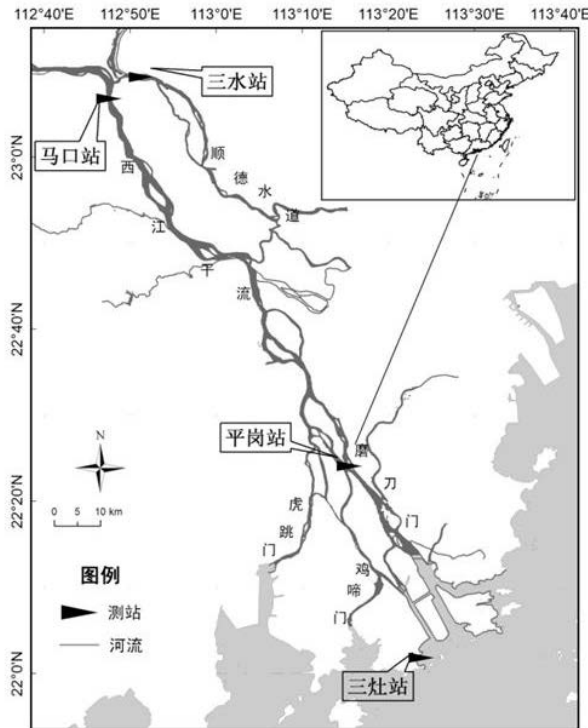 112°40'E 112°50'E 113°0'E 113°10'E 113°20'E 113°30'E 113°40'E
三水站
马口站
23°0'N
西江干流
顺德水道
22°40'N
平岗站
磨刀门
N
22°20'N
虎跳门
0 5 10 km
鸡啼门
图例
测站
河流
22°0'N
三灶站